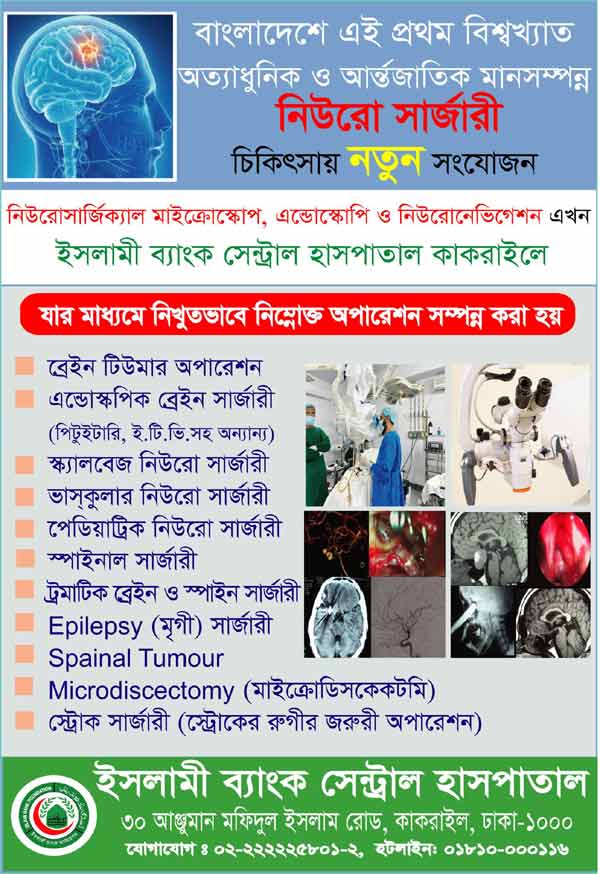 বাংলাদেশে এই প্রথম বিশ্বখ্যাত
অত্যাধুনিক ও আর্ন্তজাতিক মানসম্পন্ন
নিউরো সার্জারী
চিকিৎসায় নতুন সংযোজন
নিউরোসার্জিক্যাল মাইক্রোস্কোপ, এন্ডোস্কোপি ও নিউরোনেভিগেশন এখন
ইসলামী ব্যাংক সেন্ট্রাল হাসপাতাল কাকরাইলে
যার মাধ্যমে নিখুতভাবে নিম্নোক্ত অপারেশন সম্পন্ন করা হয়
ব্রেইন টিউমার অপারেশন
এন্ডোস্কপিক ব্রেইন সার্জারী
(পিটুইটারি, ই.টি.ভি.সহ অন্যান্য)
স্ক্যালবেজ নিউরো সার্জারী
ভাস্‌কুলার নিউরো সার্জারী
পেডিয়াট্রিক নিউরো সার্জারী
স্পাইনাল সার্জারী
ট্রমাটিক ব্রেইন ও স্পাইন সার্জারী
Epilepsy (মৃগী) সার্জারী
Spainal Tumour
Microdiscectomy (মাইক্রোডিসকেকটমি)
স্ট্রোক সার্জারী (স্ট্রোকের রুগীর জরুরী অপারেশন)
ইসলামী ব্যাংক সেন্ট্রাল হাসপাতাল
৩০ আঞ্জুমান মফিদুল ইসলাম রোড, কাকরাইল, ঢাকা-১০০০
যোগাযোগ : ০২-২২২২২৫৮০১-২, হটলাইন: ০১৮১০-০০০১১৬